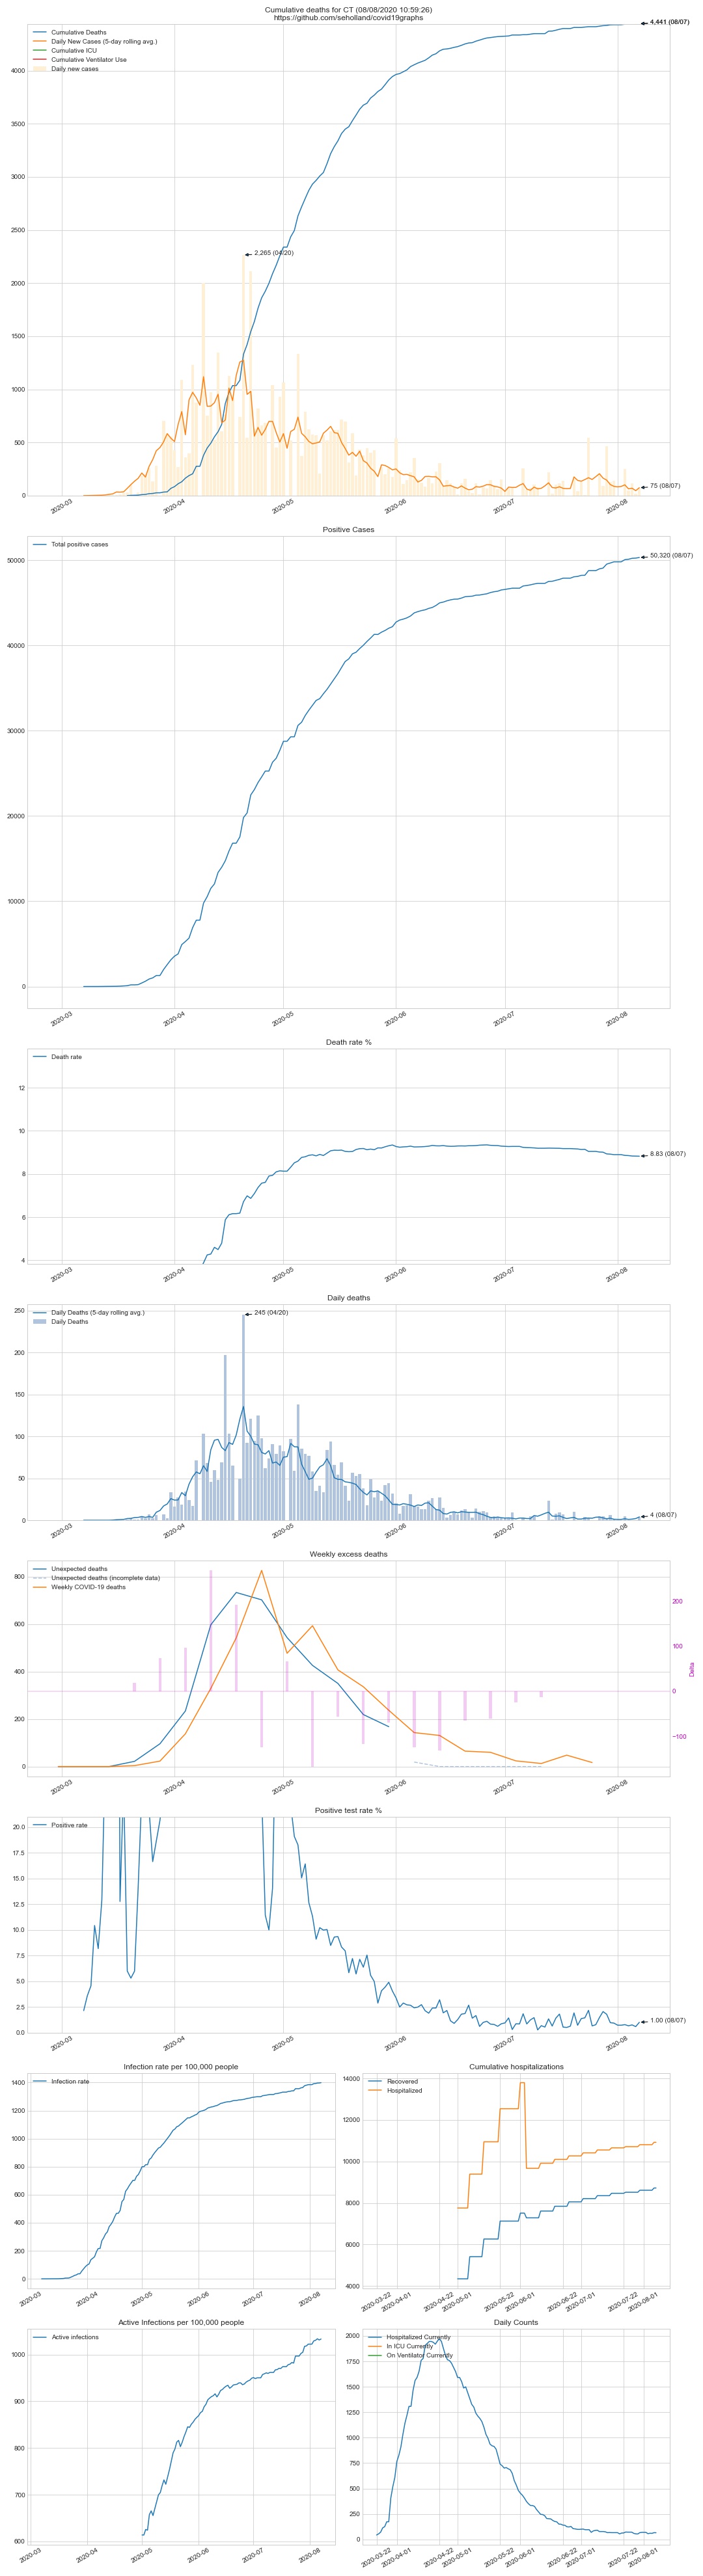 Cumulative deaths for CT (08/08/2020 10:59:26)
https://github.com/seholland/covid19graphs
Cumulative Deaths
Daily New Cases (5-day rolling avg.)
Cumulative ICU
Cumulative Ventilator Use
Daily new cases
4,441 (08/07)
2,265 (04/20)
75 (08/07)
4000
3500
3000
2500
2000
1500
1000
500
0
2020-03 2020-04 2020-05 2020-06 2020-07 2020-08
Positive Cases
Total positive cases
50,320 (08/07)
50000
40000
30000
20000
10000
0
2020-03 2020-04 2020-05 2020-06 2020-07 2020-08
Death rate %
Death rate
8.83 (08/07)
12
10
8
6
4
2020-03 2020-04 2020-05 2020-06 2020-07 2020-08
Daily deaths
Daily Deaths (5-day rolling avg.)
Daily Deaths
245 (04/20)
4 (08/07)
250
200
150
100
50
0
2020-03 2020-04 2020-05 2020-06 2020-07 2020-08
Weekly excess deaths
Unexpected deaths
Unexpected deaths (incomplete data)
Weekly COVID-19 deaths
800
600
400
200
0
200
100
0
−100
Delta
2020-03 2020-04 2020-05 2020-06 2020-07 2020-08
Positive test rate %
Positive rate
1.00 (08/07)
20.0
17.5
15.0
12.5
10.0
7.5
5.0
2.5
0.0
2020-03 2020-04 2020-05 2020-06 2020-07 2020-08
Infection rate per 100,000 people
Infection rate
1400
1200
1000
800
600
400
200
0
2020-03 2020-04 2020-05 2020-06 2020-07 2020-08
Cumulative hospitalizations
Recovered
Hospitalized
14000
12000
10000
8000
6000
4000
2020-03-22 2020-04-01 2020-04-22 2020-05-01 2020-05-22 2020-06-01 2020-06-22 2020-07-01 2020-07-22 2020-08-01
Active Infections per 100,000 people
Active infections
1000
900
800
700
600
2020-03 2020-04 2020-05 2020-06 2020-07 2020-08
Daily Counts
Hospitalized Currently
In ICU Currently
On Ventilator Currently
2000
1750
1500
1250
1000
750
500
250
0
2020-03-22 2020-04-01 2020-04-22 2020-05-01 2020-05-22 2020-06-01 2020-06-22 2020-07-01 2020-07-22 2020-08-01